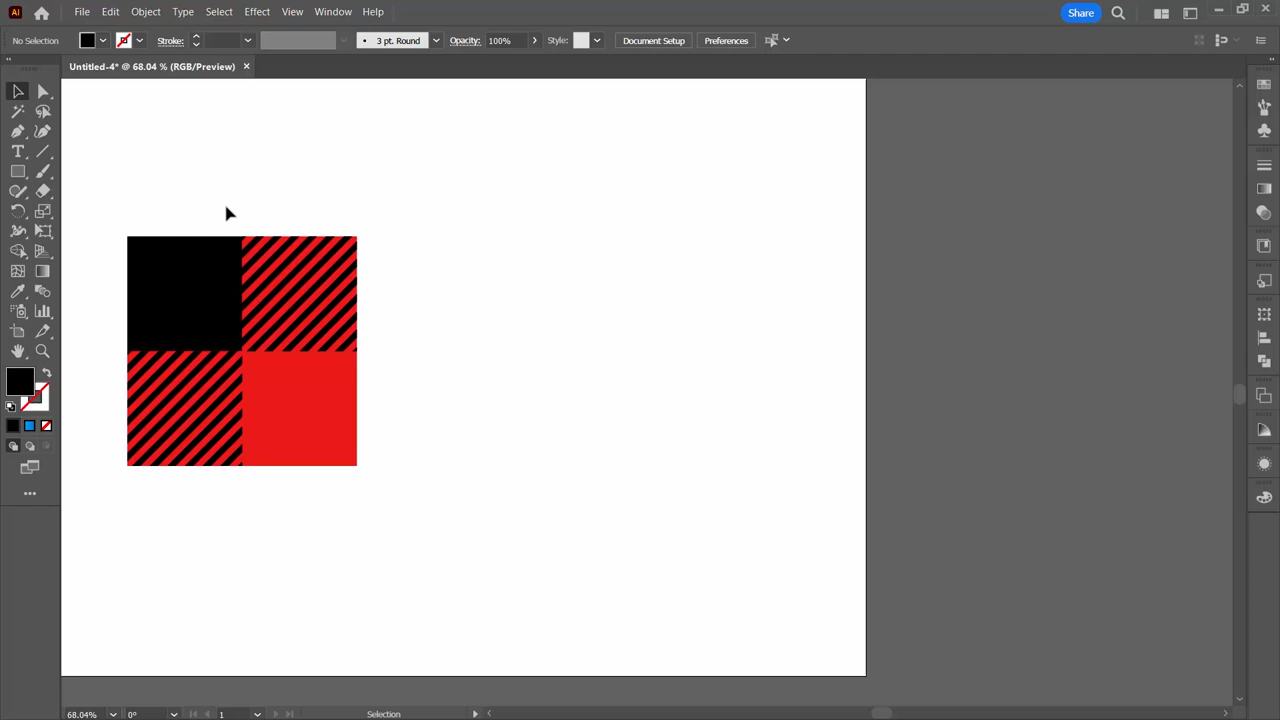 Ai File Edit Object Type Select Effect View Window Help Share
No Selection Stroke: 3 pt. Round Opacity: 100% Style: Document Setup Preferences
Untitled-4* @ 68.04 % (RGB/Preview) ×
68.04% 0° 1 Selection